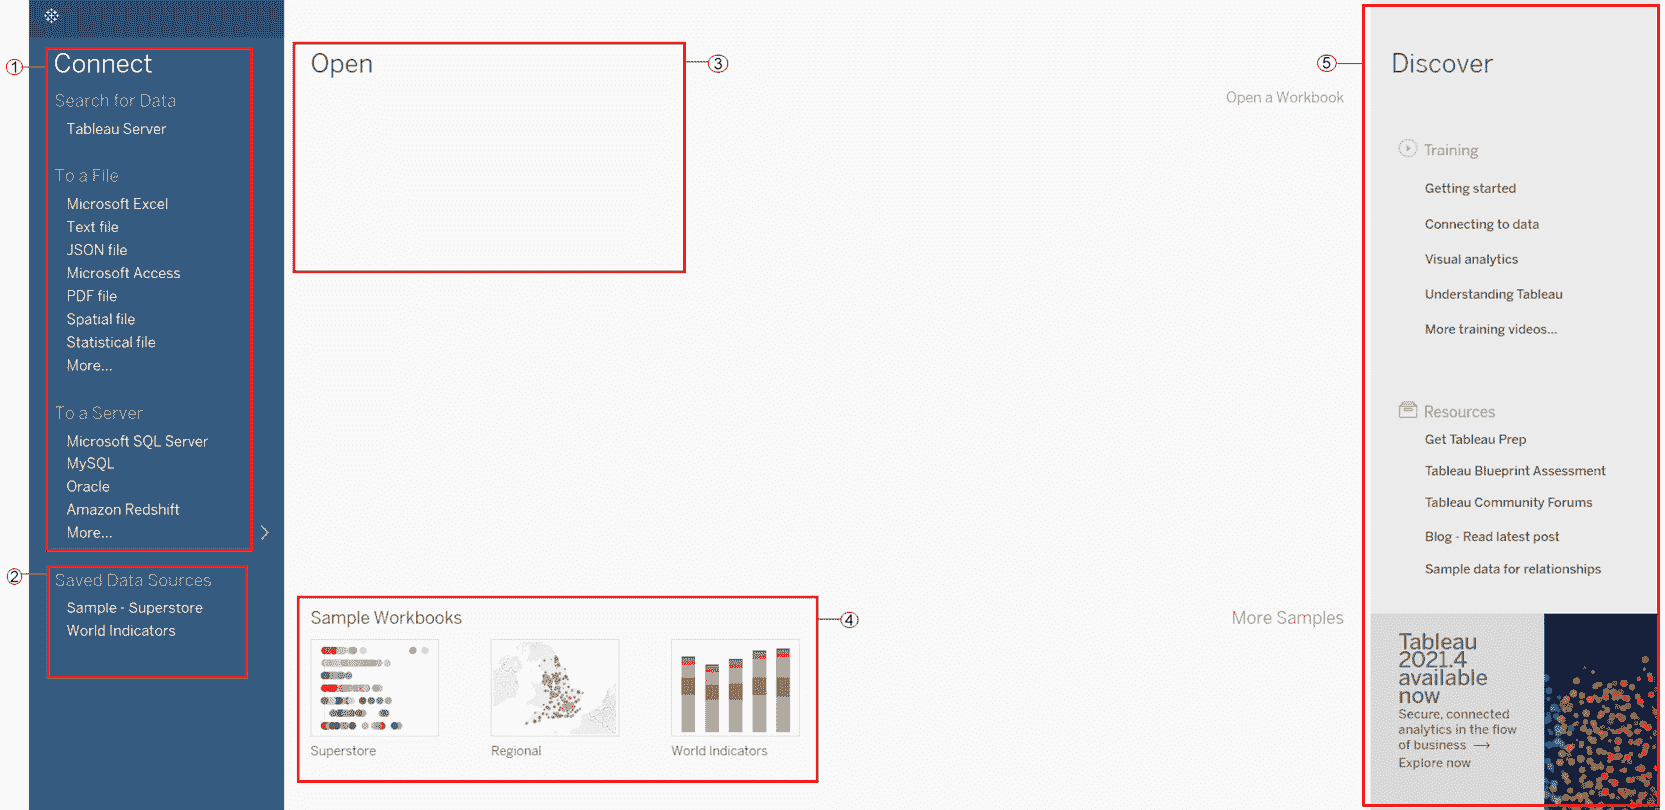 ①
Connect
Search for Data
Tableau Server
To a File
Microsoft Excel
Text file
JSON file
Microsoft Access
PDF file
Spatial file
Statistical file
More...
To a Server
Microsoft SQL Server
MySQL
Oracle
Amazon Redshift
More...
②
Saved Data Sources
Sample - Superstore
World Indicators
Open
③
Open a Workbook
Sample Workbooks
④
More Samples
Superstore
Regional
World Indicators
⑤
Discover
Training
Getting started
Connecting to data
Visual analytics
Understanding Tableau
More training videos...
Resources
Get Tableau Prep
Tableau Blueprint Assessment
Tableau Community Forums
Blog - Read latest post
Sample data for relationships
Tableau
2021.4
available
now
Secure, connected
analytics in the flow
of business →
Explore now